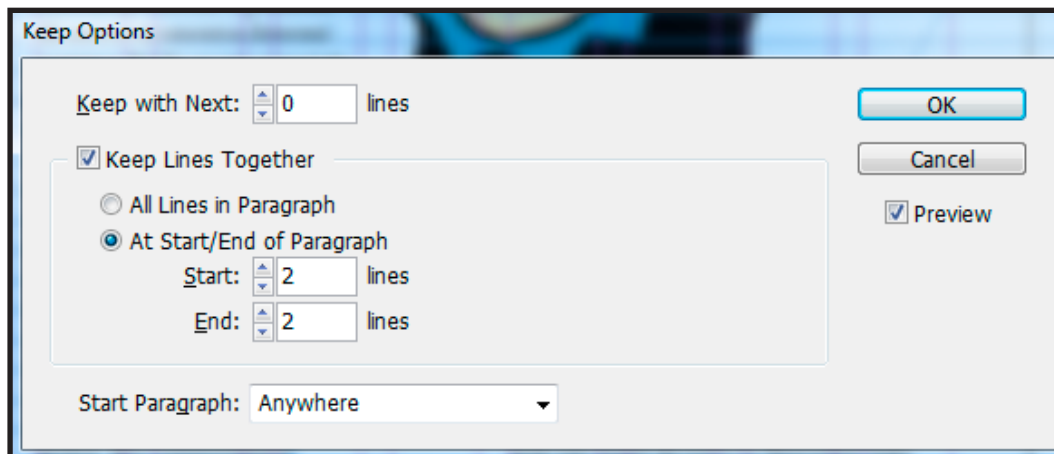 Keep Options
Keep with Next: 0 lines
OK
Keep Lines Together
Cancel
All Lines in Paragraph
Preview
At Start/End of Paragraph
Start: 2 lines
End: 2 lines
Start Paragraph: Anywhere